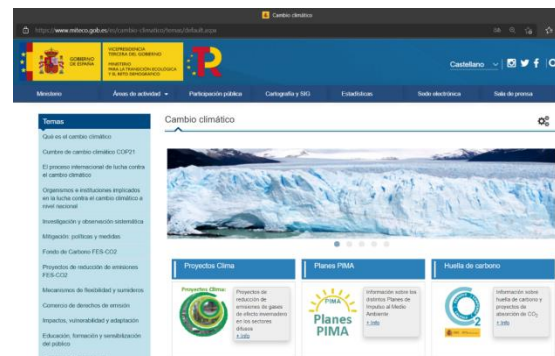 Cambio climático
https://www.miteco.gob.es/es/cambio-climatico/temas/default.aspx
GOBIERNO
DE ESPAÑA
VICEPRESIDENCIA
TERCERA DEL GOBIERNO
MINISTERIO
PARA LA TRANSICIÓN ECOLÓGICA
Y EL RETO DEMOGRÁFICO
Castellano
Ministerio
Áreas de actividad
Participación pública
Cartografía y SIG
Estadísticas
Sede electrónica
Sala de prensa
Temas
Qué es el cambio climático
Cumbre de cambio climático COP21
El proceso internacional de lucha contra
el cambio climático
Organismos e instituciones implicados
en la lucha contra el cambio climático a
nivel nacional
Investigación y observación sistemática
Mitigación: políticas y medidas
Fondo de Carbono FES-CO2
Proyectos de reducción de emisiones
FES-CO2
Mecanismos de flexibilidad y sumideros
Comercio de derechos de emisión
Impactos, vulnerabilidad y adaptación
Educación, formación y sensibilización
del público
Cambio climático
Proyectos Clima
Proyectos Clima:
Proyectos de
reducción de
emisiones de gases
de efecto invernadero
en los sectores
difusos
+ info
Planes PIMA
PIMA
Planes
PIMA
Información sobre los
distintos Planes de
Impulso al Medio
Ambiente
+ info
Huella de carbono
2
Información sobre
huella de carbono y
proyectos de
absorción de CO2
+ info